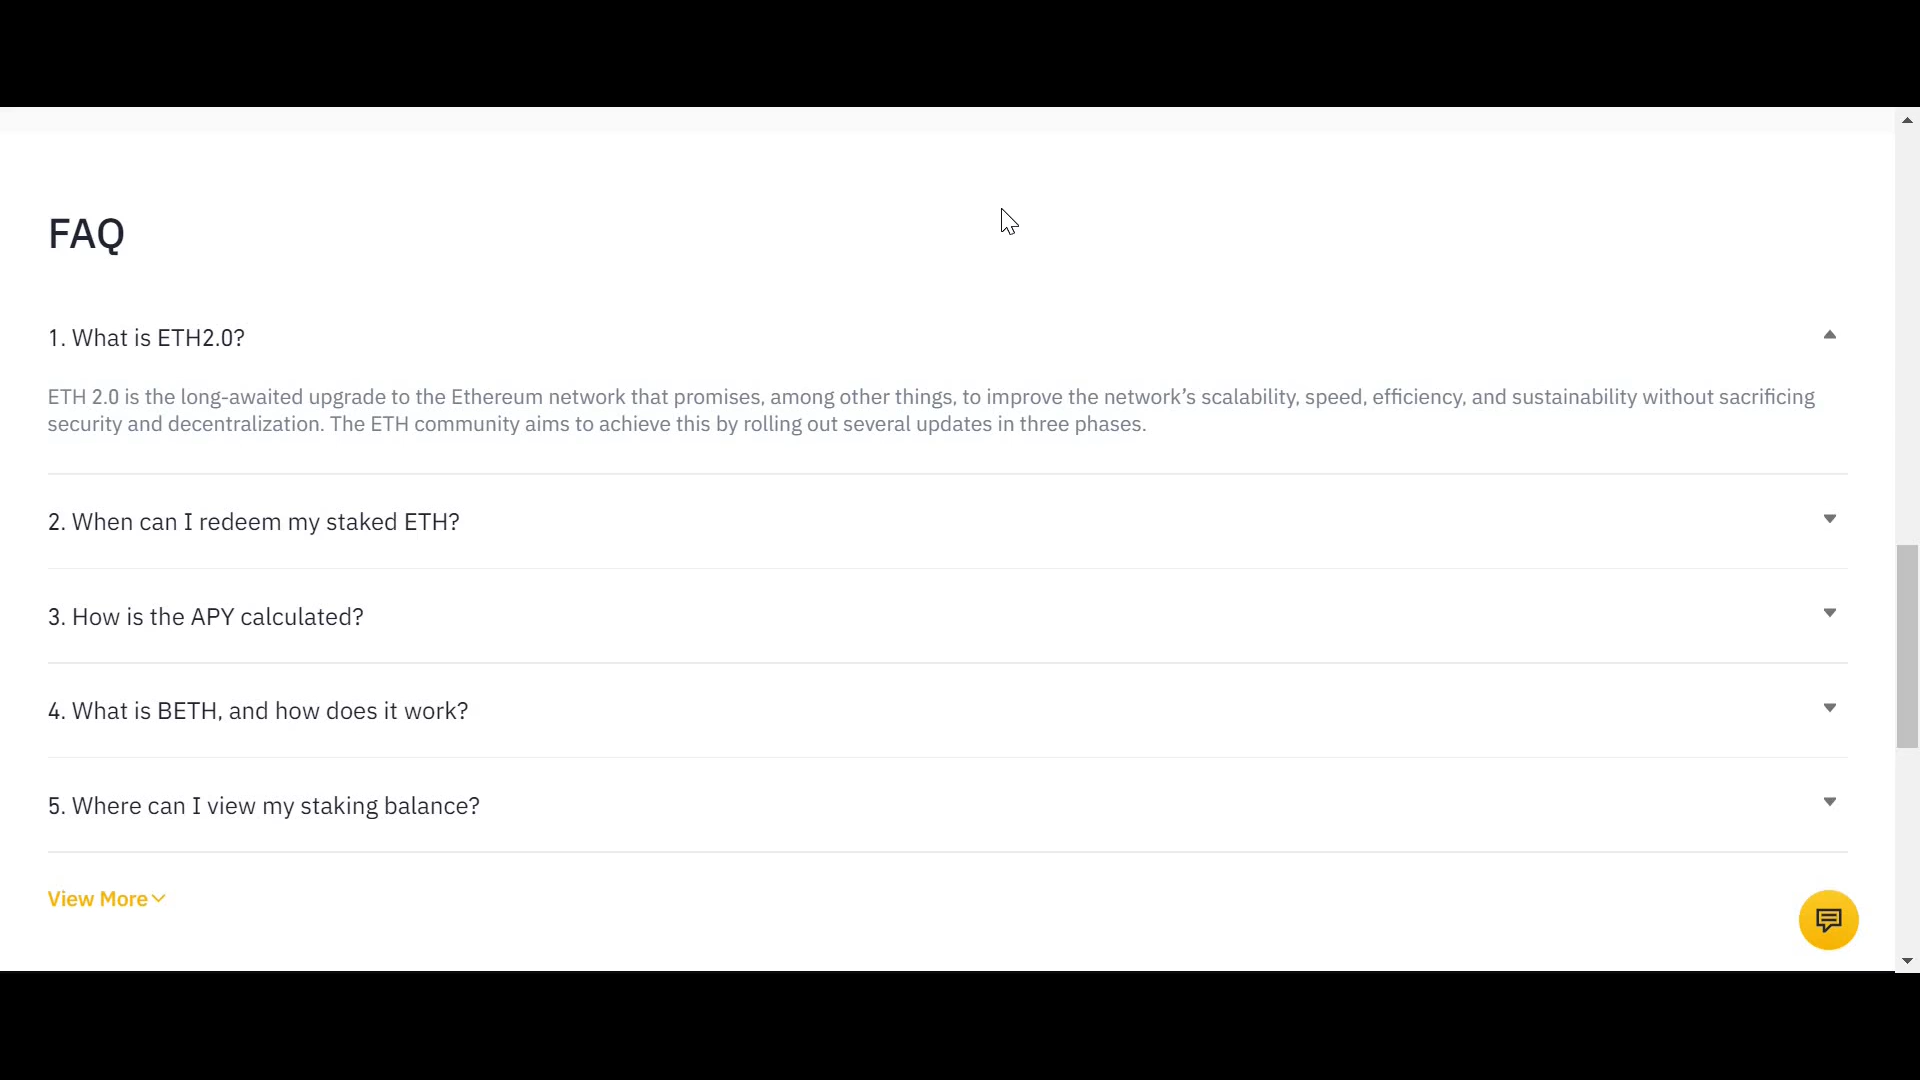 FAQ
1. What is ETH2.0?
ETH 2.0 is the long-awaited upgrade to the Ethereum network that promises, among other things, to improve the network’s scalability, speed, efficiency, and sustainability without sacrificing
security and decentralization. The ETH community aims to achieve this by rolling out several updates in three phases.
2. When can I redeem my staked ETH?
3. How is the APY calculated?
4. What is BETH, and how does it work?
5. Where can I view my staking balance?
View More